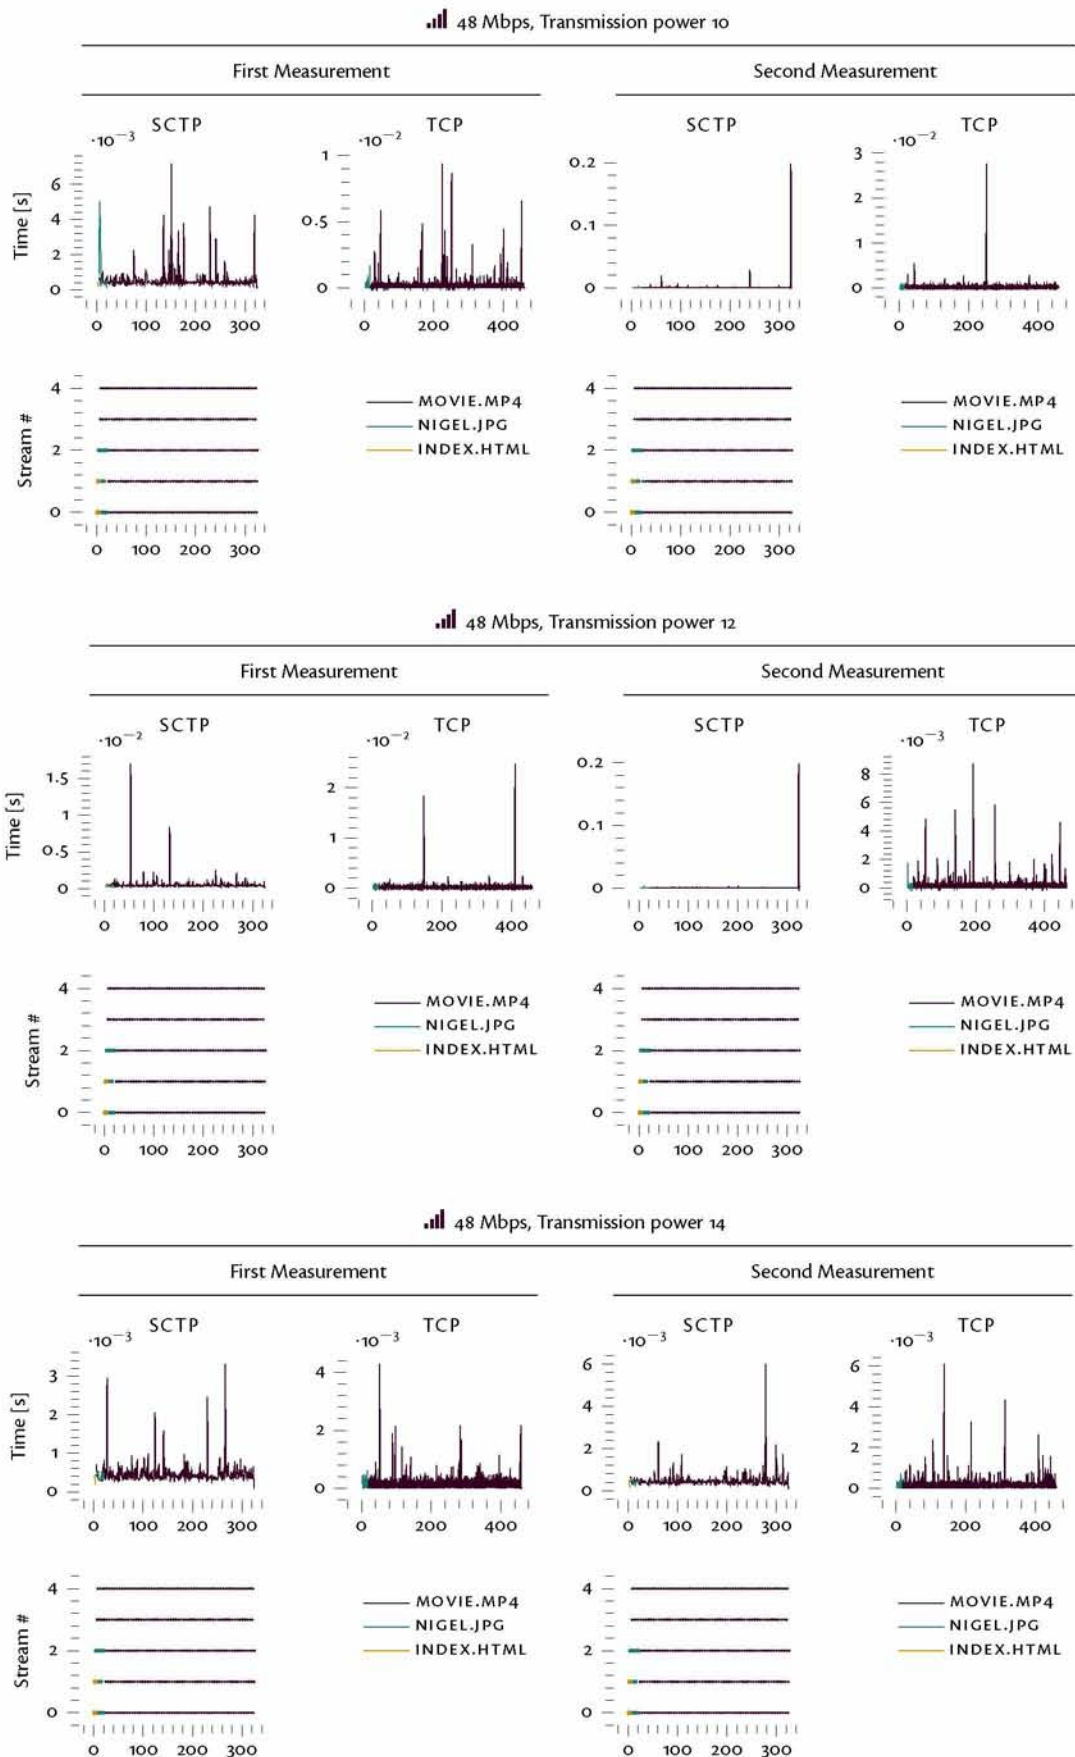 48 Mbps, Transmission power 10
First Measurement Second Measurement
SCTP TCP SCTP TCP
·10−3 ·10−2 ·10−2
Time [s]
6 4 2 0
1 0.5 0
0.2 0.1 0
3 2 1 0
0 100 200 300 0 200 400 0 100 200 300 0 200 400
Stream #
4 2 0
MOVIE.MP4
NIGEL.JPG
INDEX.HTML
4 2 0
MOVIE.MP4
NIGEL.JPG
INDEX.HTML
0 100 200 300 0 100 200 300
48 Mbps, Transmission power 12
First Measurement Second Measurement
SCTP TCP SCTP TCP
·10−2 ·10−2 ·10−3
Time [s]
1.5 1 0.5 0
2 1 0
0.2 0.1 0
8 6 4 2 0
0 100 200 300 0 200 400 0 100 200 300 0 200 400
Stream #
4 2 0
MOVIE.MP4
NIGEL.JPG
INDEX.HTML
4 2 0
MOVIE.MP4
NIGEL.JPG
INDEX.HTML
0 100 200 300 0 100 200 300
48 Mbps, Transmission power 14
First Measurement Second Measurement
SCTP TCP SCTP TCP
·10−3 ·10−3 ·10−3 ·10−3
Time [s]
3 2 1 0
4 2 0
6 4 2 0
6 4 2 0
0 100 200 300 0 200 400 0 100 200 300 0 200 400
Stream #
4 2 0
MOVIE.MP4
NIGEL.JPG
INDEX.HTML
4 2 0
MOVIE.MP4
NIGEL.JPG
INDEX.HTML
0 100 200 300 0 100 200 300